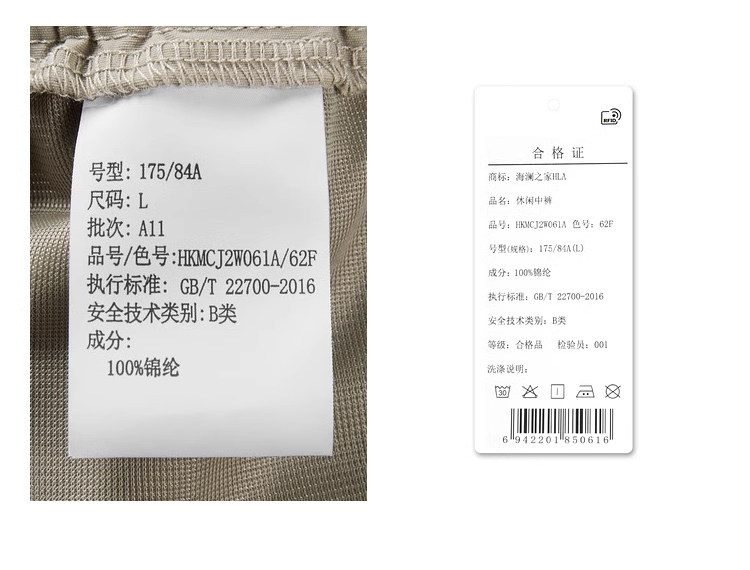 号型: 175/84A
尺码: L
批次: A11
品号/色号:HKMCJ2W061A/62F
执行标准: GB/T 22700-2016
安全技术类别:B类
成分:
100%锦纶
RFID
合格证
商标: 海澜之家HLA
品名: 休闲中裤
品号: HKMCJ2W061A 色号: 62F
号型(规格): 175/84A(L)
成分: 100%锦纶
执行标准: GB/T 22700-2016
安全技术类别: B类
等级: 合格品 检验员: 001
洗涤说明:
30
6 942201 850616